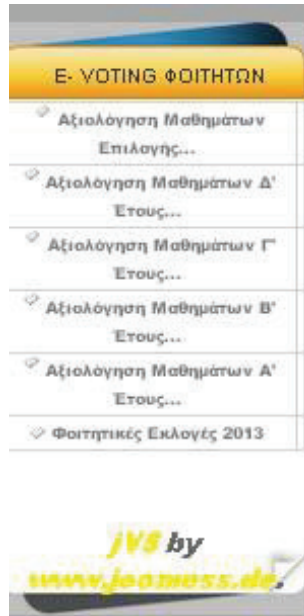 E- VOTING ΦΟΙΤΗΤΩΝ
Αξιολόγηση Μαθημάτων
Επιλογής...
Αξιολόγηση Μαθημάτων Δ'
Έτους...
Αξιολόγηση Μαθημάτων Γ'
Έτους...
Αξιολόγηση Μαθημάτων Β'
Έτους...
Αξιολόγηση Μαθημάτων Α'
Έτους...
Φοιτητικές Εκλογές 2013
jVS by
www.joomess.de.